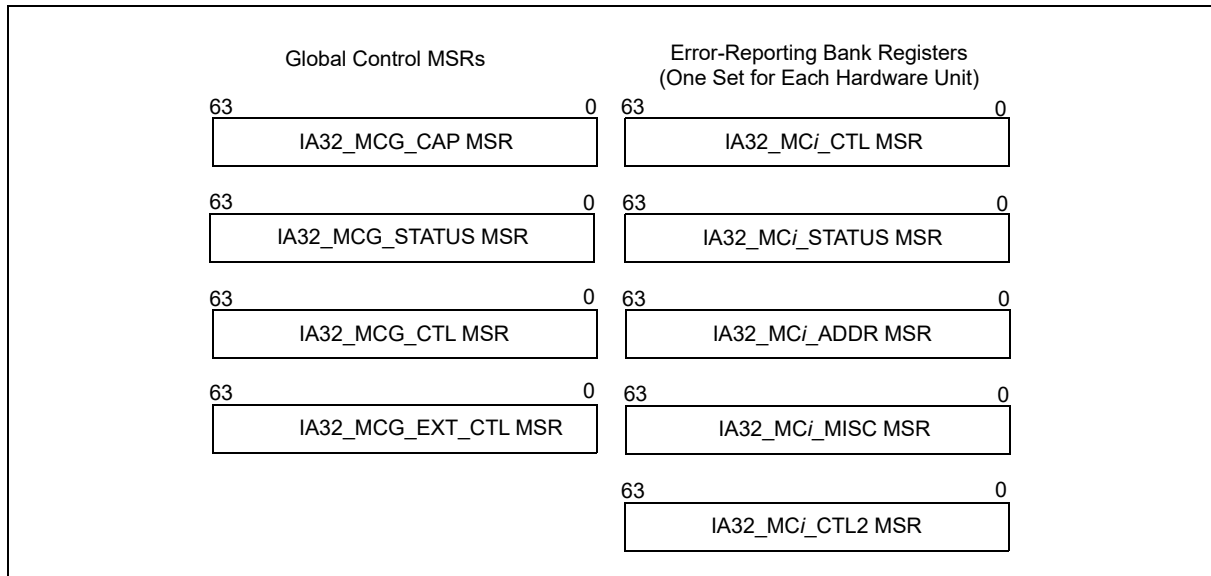 Global Control MSRs
63 0
IA32_MCG_CAP MSR
63 0
IA32_MCG_STATUS MSR
63 0
IA32_MCG_CTL MSR
63 0
IA32_MCG_EXT_CTL MSR
Error-Reporting Bank Registers
(One Set for Each Hardware Unit)
63 0
IA32_MCi_CTL MSR
63 0
IA32_MCi_STATUS MSR
63 0
IA32_MCi_ADDR MSR
63 0
IA32_MCi_MISC MSR
63 0
IA32_MCi_CTL2 MSR